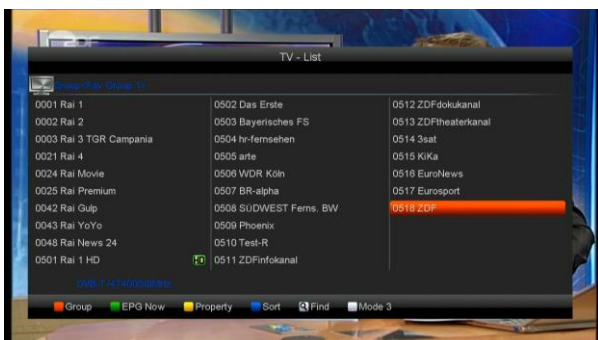 TV - List
Group<Fav Group 1>
0001 Rai 1
0002 Rai 2
0003 Rai 3 TGR Campania
0021 Rai 4
0024 Rai Movie
0025 Rai Premium
0042 Rai Gulp
0043 Rai YoYo
0048 Rai News 24
0501 Rai 1 HD
0502 Das Erste
0503 Bayerisches FS
0504 hr-fernsehen
0505 arte
0506 WDR Köln
0507 BR-alpha
0508 SÜDWEST Ferns. BW
0509 Phoenix
0510 Test-R
0511 ZDFinfokanal
0512 ZDFdokukanal
0513 ZDFtheaterkanal
0514 3sat
0515 KiKa
0516 EuroNews
0517 Eurosport
0518 ZDF
Group EPG Now Property Sort Find Mode 3